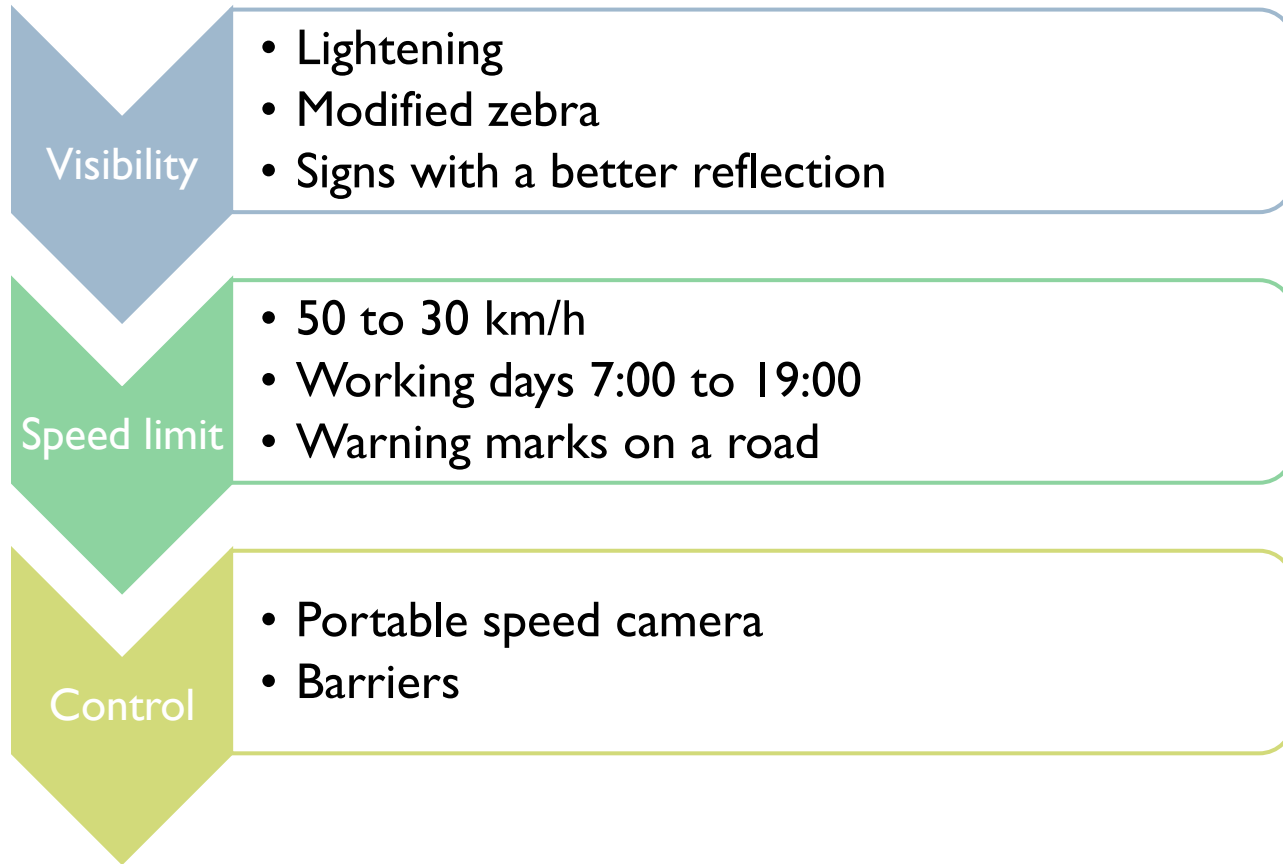 Visibility
• Lightening
• Modified zebra
• Signs with a better reflection
Speed limit
• 50 to 30 km/h
• Working days 7:00 to 19:00
• Warning marks on a road
Control
• Portable speed camera
• Barriers